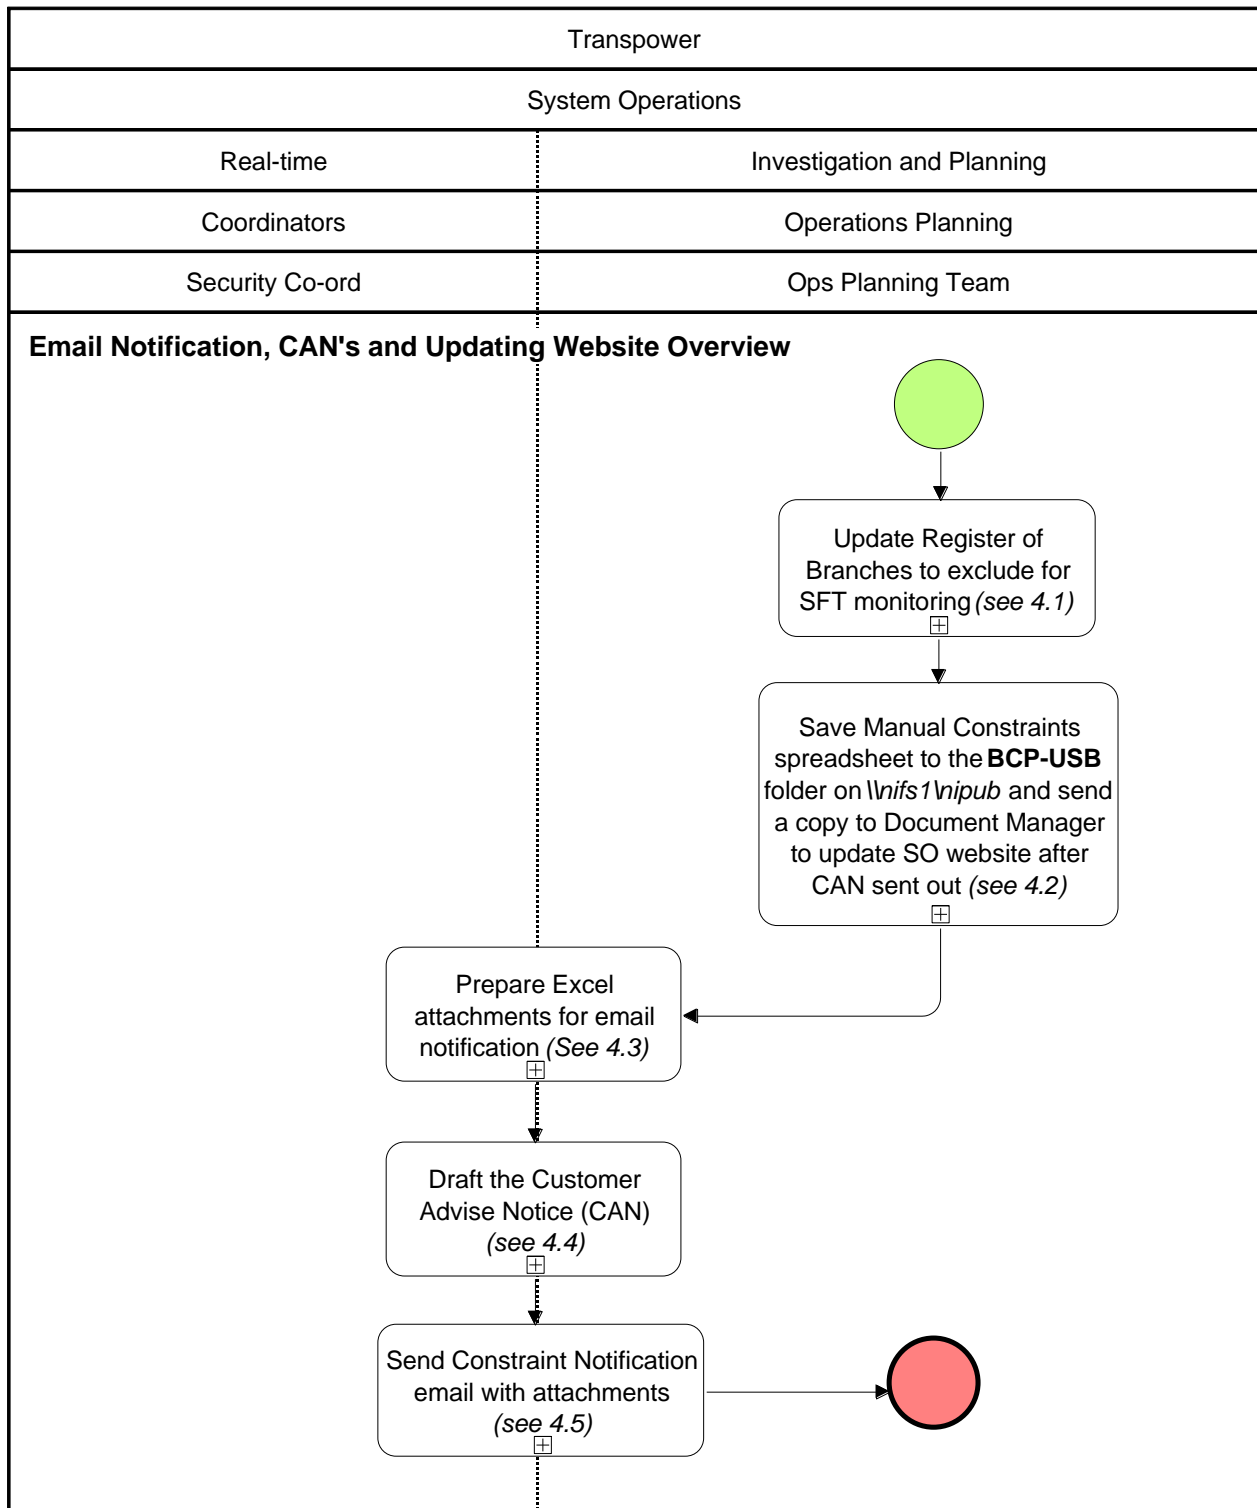 Transpower
System Operations
Real-time
Investigation and Planning
Coordinators
Operations Planning
Security Co-ord
Ops Planning Team
Email Notification, CAN's and Updating Website Overview
Update Register of
Branches to exclude for
SFT monitoring (see 4.1)
Save Manual Constraints
spreadsheet to the BCP-USB
folder on \\nifs1\nipub and send
a copy to Document Manager
to update SO website after
CAN sent out (see 4.2)
Prepare Excel
attachments for email
notification (See 4.3)
Draft the Customer
Advise Notice (CAN)
(see 4.4)
Send Constraint Notification
email with attachments
(see 4.5)